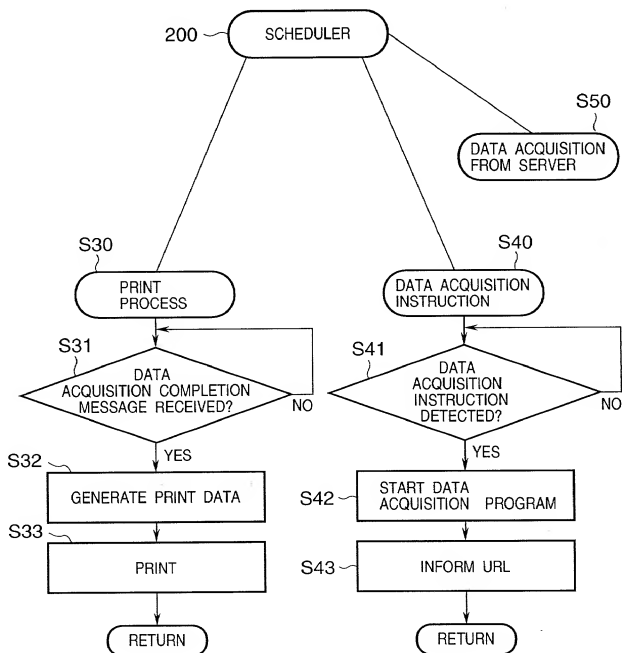 200
SCHEDULER
S50
DATA ACQUISITION
FROM SERVER
S30
PRINT
PROCESS
S31
DATA
ACQUISITION COMPLETION
MESSAGE RECEIVED?
NO
YES
S32
GENERATE PRINT DATA
S33
PRINT
RETURN
S40
DATA ACQUISITION
INSTRUCTION
S41
DATA
ACQUISITION
INSTRUCTION
DETECTED?
NO
YES
S42
START DATA
ACQUISITION PROGRAM
S43
INFORM URL
RETURN